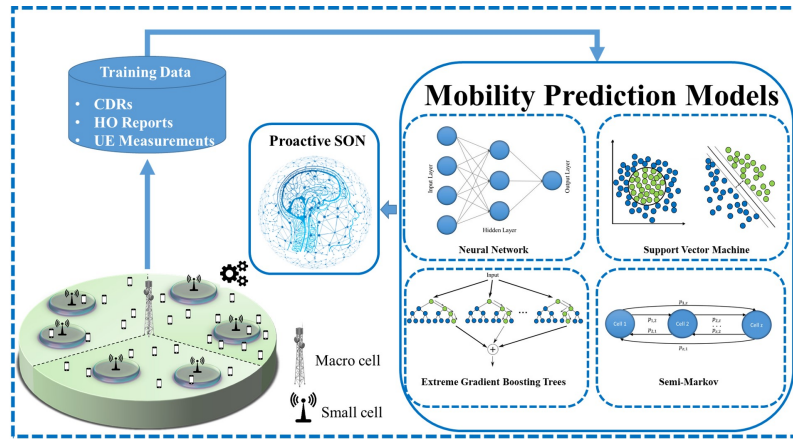 Training Data
• CDRs
• HO Reports
• UE Measurements
Proactive SON
Macro cell
Small cell
Mobility Prediction Models
Input Layer
Hidden Layer
Output Layer
Neural Network
Support Vector Machine
Input
...
+
Extreme Gradient Boosting Trees
Cell 1
Cell 2
Cell z
...
Semi-Markov